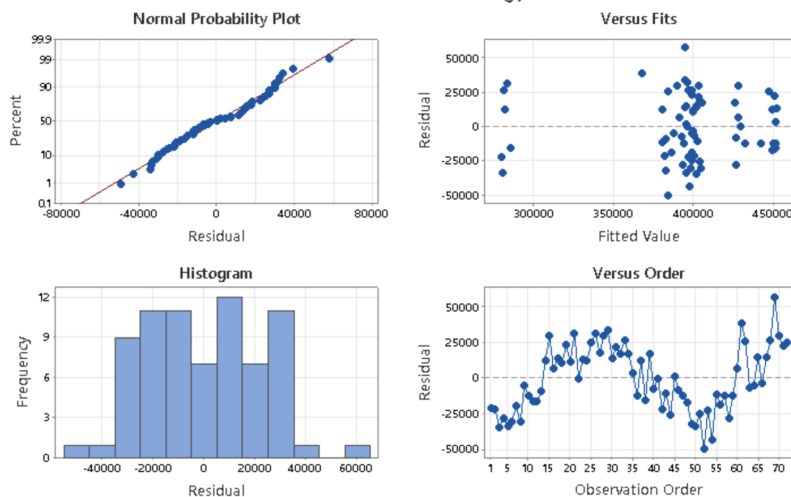 Normal Probability Plot
99.9
99
90
50
10
1
0.1
Percent
-80000 -40000 0 40000 80000
Residual
Versus Fits
50000
25000
0
-25000
-50000
Residual
300000 350000 400000 450000
Fitted Value
Histogram
12
9
6
3
0
Frequency
-40000 -20000 0 20000 40000 60000
Residual
Versus Order
50000
25000
0
-25000
-50000
Residual
1 5 10 15 20 25 30 35 40 45 50 55 60 65 70
Observation Order